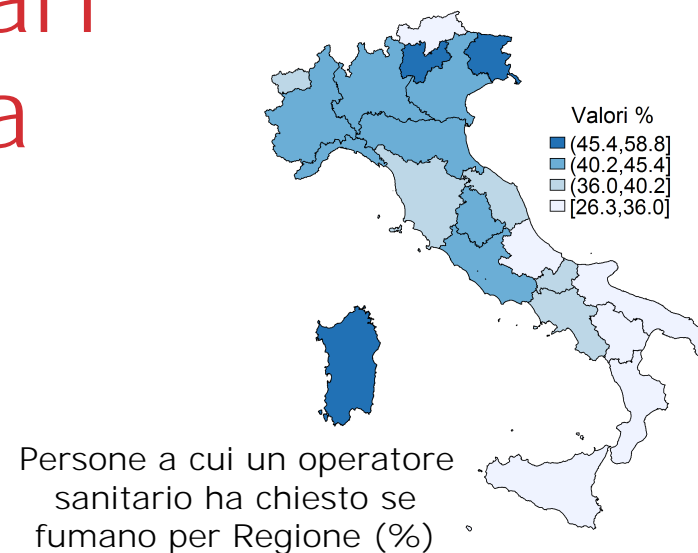 a
Valori %
(45.4,58.8]
(40.2,45.4]
(36.0,40.2]
[26.3,36.0]
Persone a cui un operatore
sanitario ha chiesto se
fumano per Regione (%)